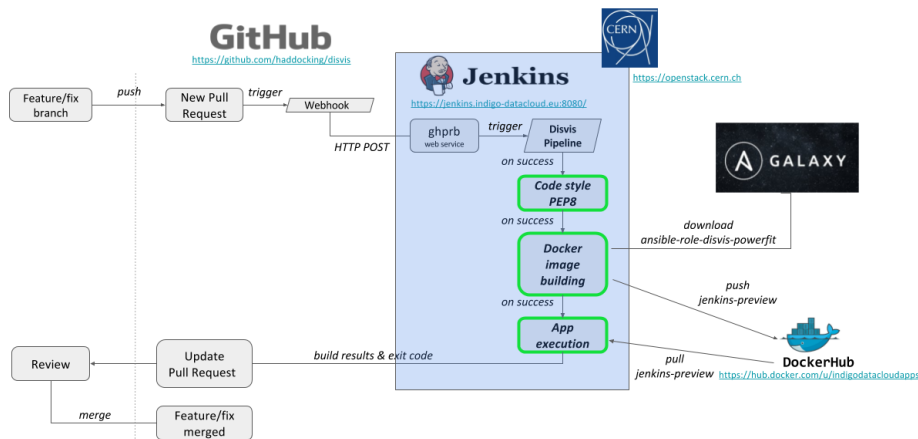 GitHub
https://github.com/haddocking/disvis
CERN
https://openstack.cern.ch
Jenkins
https://jenkins.indigo-datacloud.eu:8080/
Feature/fix
branch
push
New Pull
Request
trigger
Webhook
HTTP POST
ghprb
web service
trigger
Disvis
Pipeline
on success
Code style
PEP8
on success
Docker
image
building
on success
App
execution
A GALAXY
download
ansible-role-disvis-powerfit
push
jenkins-preview
pull
jenkins-preview
DockerHub
https://hub.docker.com/u/indigodatacloudapps
build results & exit code
Update
Pull Request
Review
merge
Feature/fix
merged